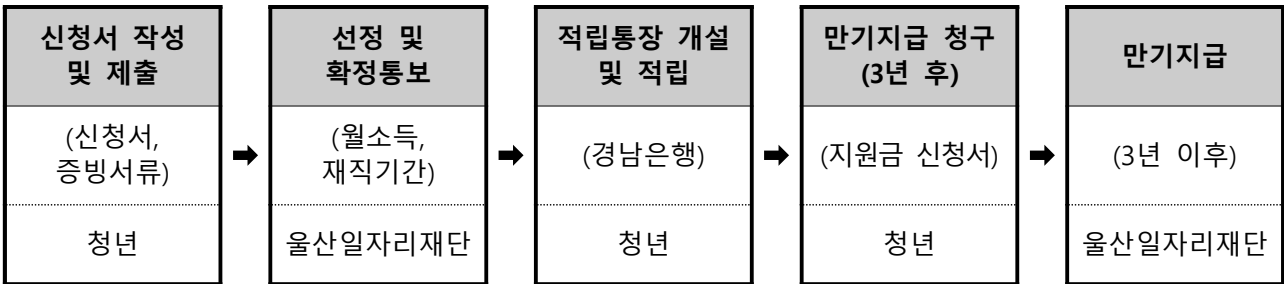 신청서 작성
및 제출
(신청서,
증빙서류)
청년
선정 및
확정통보
(월소득,
재직기간)
울산일자리재단
적립통장 개설
및 적립
(경남은행)
청년
만기지급 청구
(3년 후)
(지원금 신청서)
청년
만기지급
(3년 이후)
울산일자리재단